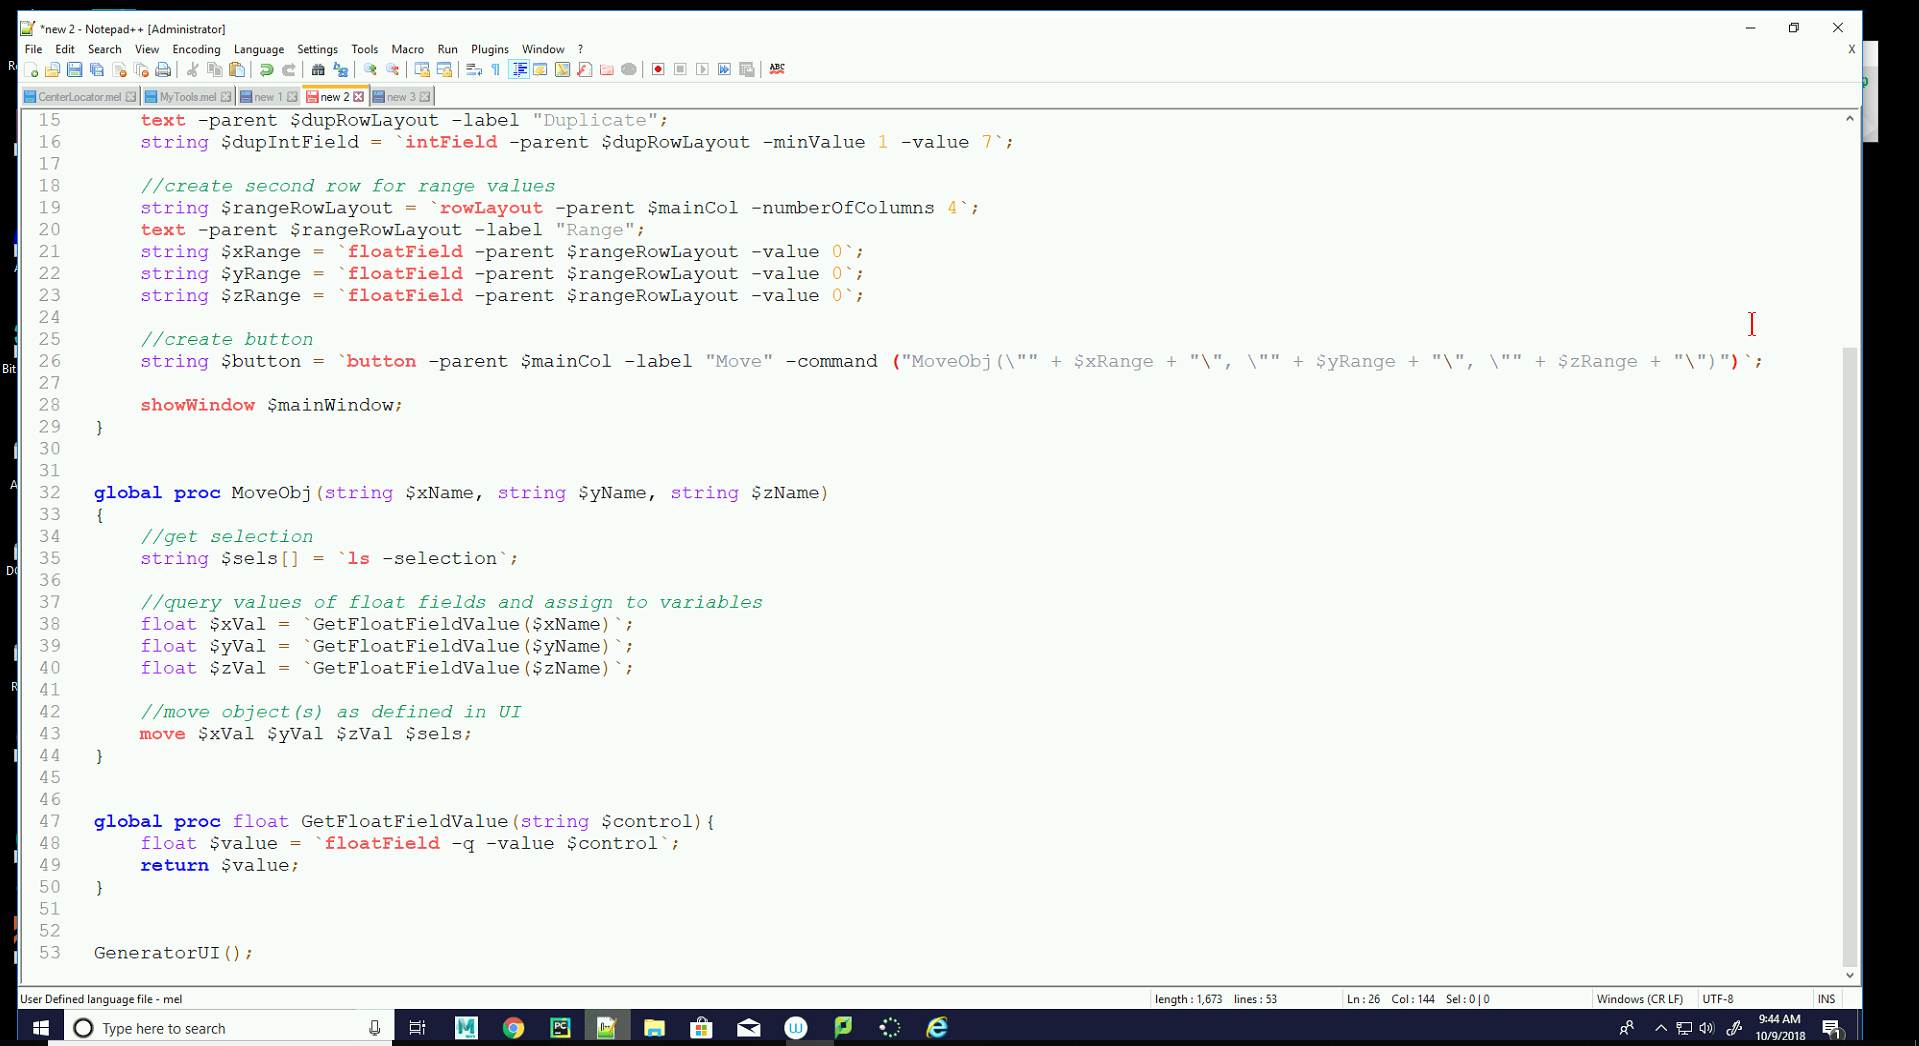 *new 2 - Notepad++ [Administrator]
File Edit Search View Encoding Language Settings Tools Macro Run Plugins Window ?
X
CenterLocator.mel MyTools.mel new 1 new 2 new 3
15 text -parent $dupRowLayout -label "Duplicate";
16 string $dupIntField = `intField -parent $dupRowLayout -minValue 1 -value 7`;
17
18 //create second row for range values
19 string $rangeRowLayout = `rowLayout -parent $mainCol -numberOfColumns 4`;
20 text -parent $rangeRowLayout -label "Range";
21 string $xRange = `floatField -parent $rangeRowLayout -value 0`;
22 string $yRange = `floatField -parent $rangeRowLayout -value 0`;
23 string $zRange = `floatField -parent $rangeRowLayout -value 0`;
24
25 //create button
26 string $button = `button -parent $mainCol -label "Move" -command ("MoveObj(\"" + $xRange + "\", \"" + $yRange + "\", \"" + $zRange + "\")")`;
27
28 showWindow $mainWindow;
29 }
30
31
32 global proc MoveObj(string $xName, string $yName, string $zName)
33 {
34 //get selection
35 string $sels[] = `ls -selection`;
36
37 //query values of float fields and assign to variables
38 float $xVal = `GetFloatFieldValue($xName)`;
39 float $yVal = `GetFloatFieldValue($yName)`;
40 float $zVal = `GetFloatFieldValue($zName)`;
41
42 //move object(s) as defined in UI
43 move $xVal $yVal $zVal $sels;
44 }
45
46
47 global proc float GetFloatFieldValue(string $control){
48 float $value = `floatField -q -value $control`;
49 return $value;
50 }
51
52
53 GeneratorUI();
User Defined language file - mel length : 1,673 lines : 53 Ln : 26 Col : 144 Sel : 0 | 0 Windows (CR LF) UTF-8 INS
Type here to search
9:44 AM
10/9/2018